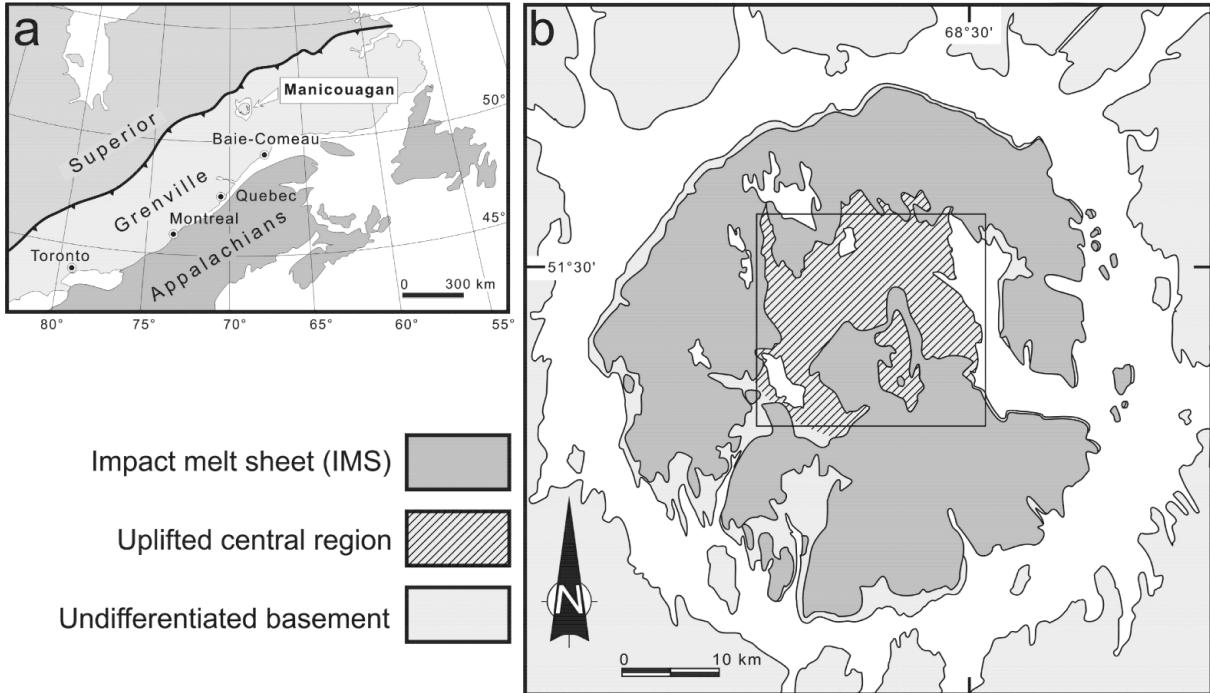 a
Superior
Grenville
Appalachians
Manicouagan
Baie-Comeau
Quebec
Montreal
Toronto
50°
45°
0 300 km
80° 75° 70° 65° 60° 55°
Impact melt sheet (IMS)
Uplifted central region
Undifferentiated basement
b
68°30'
51°30'
N
0 10 km